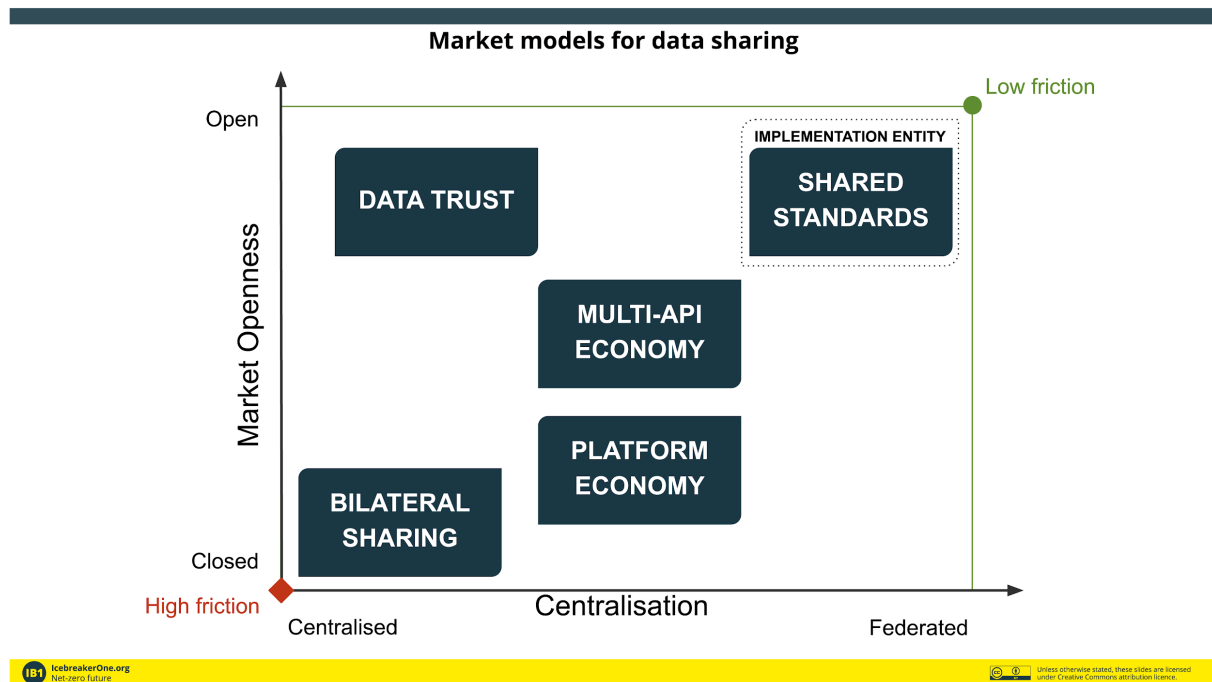 Market models for data sharing
Low friction
Open
IMPLEMENTATION ENTITY
DATA TRUST
SHARED
STANDARDS
Market Openness
MULTI-API
ECONOMY
PLATFORM
ECONOMY
BILATERAL
SHARING
Closed
High friction
Centralisation
Centralised
Federated
IB1
IcebreakerOne.org
Net-zero future
cc
BY
Unless otherwise stated, these slides are licensed
under Creative Commons attribution licence.